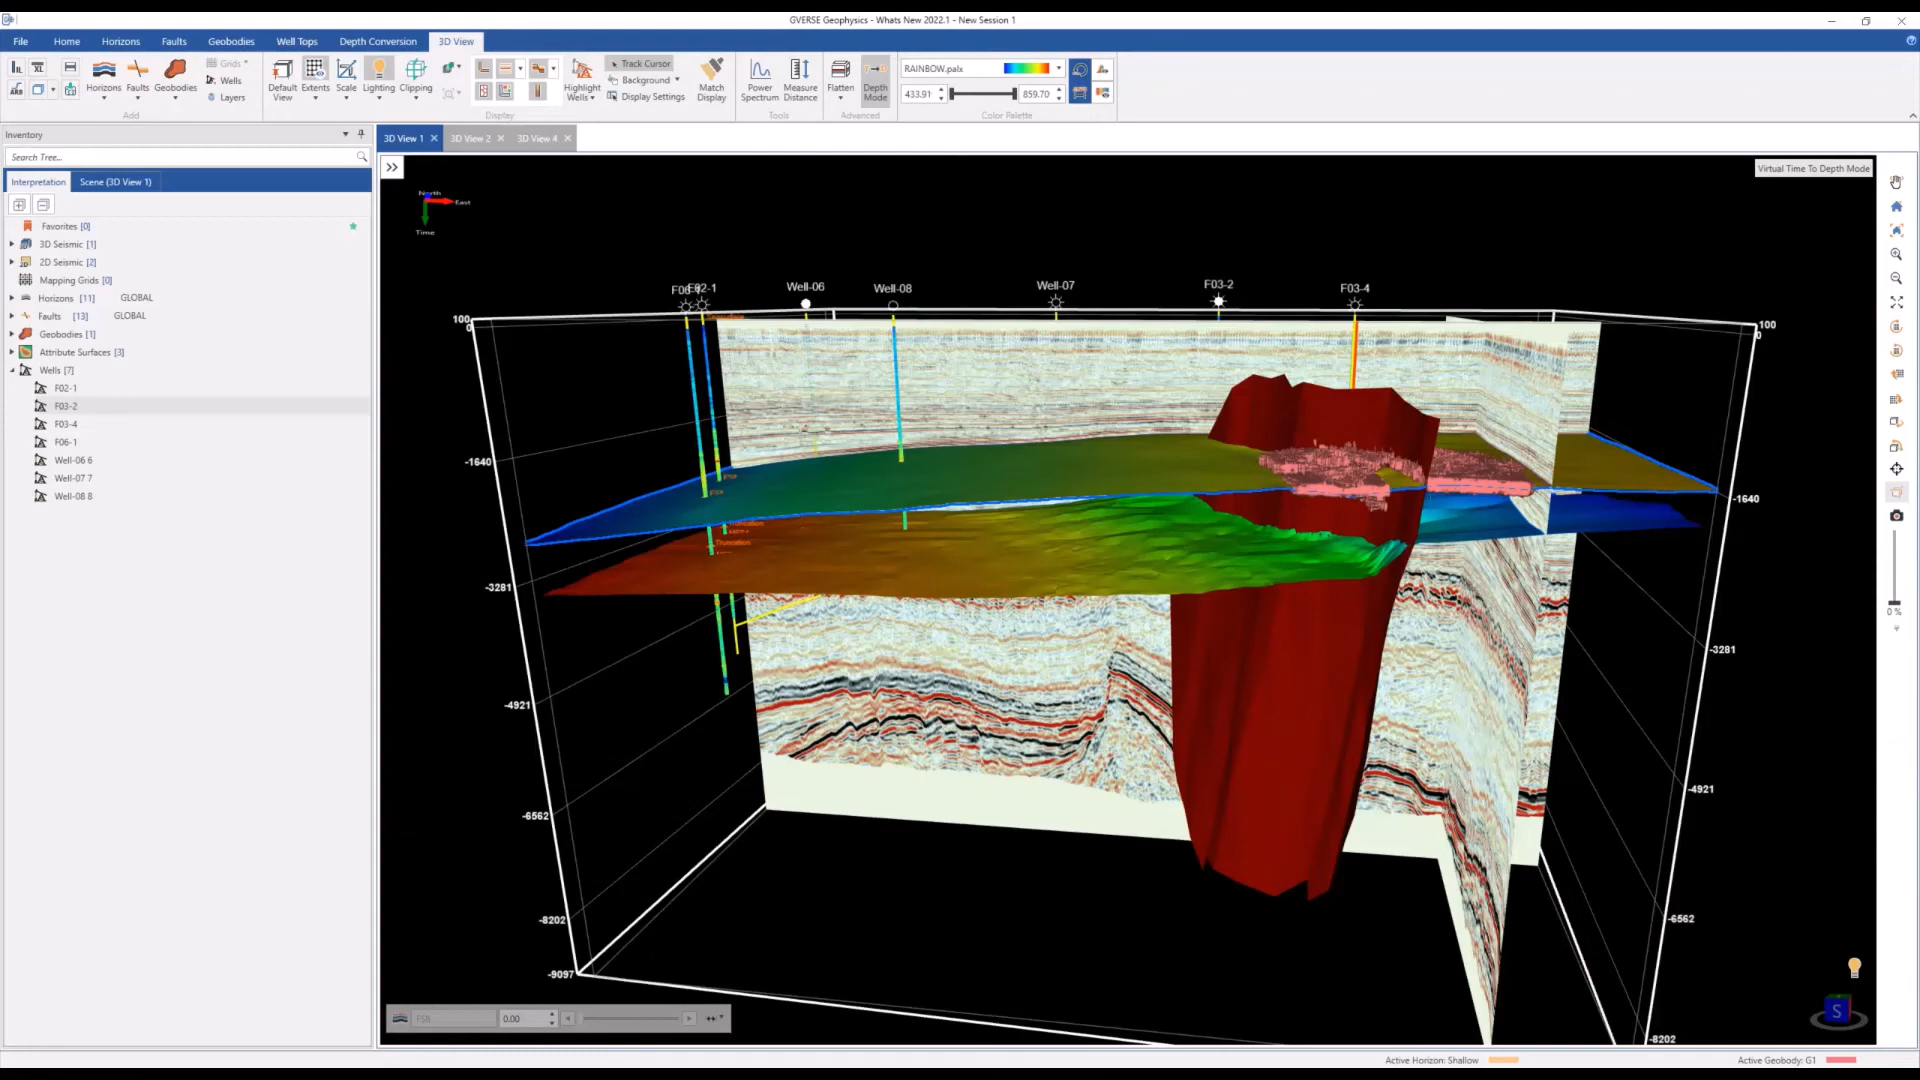 GVERSE Geophysics - Whats New 2022.1 - New Session 1
File Home Horizons Faults Geobodies Well Tops Depth Conversion 3D View
XL
ARB
Horizons Faults Geobodies
Grids
Wells
Layers
Add
Default View Extents Scale Lighting Clipping
Highlight Wells
Track Cursor
Background
Display Settings
Match Display
Display
Power Spectrum Measure Distance
Tools
Flatten Depth Mode
Advanced
RAINBOW.palx
433.91 859.70
Color Palette
Inventory
Search Tree...
Interpretation Scene (3D View 1)
Favorites [0]
3D Seismic [1]
2D Seismic [2]
Mapping Grids [0]
Horizons [11] GLOBAL
Faults [13] GLOBAL
Geobodies [1]
Attribute Surfaces [3]
Wells [7]
F02-1
F03-2
F03-4
F06-1
Well-06 6
Well-07 7
Well-08 8
3D View 1 3D View 2 3D View 4
Virtual Time To Depth Mode
North
East
Time
F02-1 Well-06 Well-08 Well-07 F03-2 F03-4
100 100
0 0
-1640 -1640
-3281 -3281
-4921 -4921
-6562 -6562
-8202 -8202
-9097
Truncation
Truncation
0 %
FS8 0.00
S
Active Horizon: Shallow Active Geobody: G1